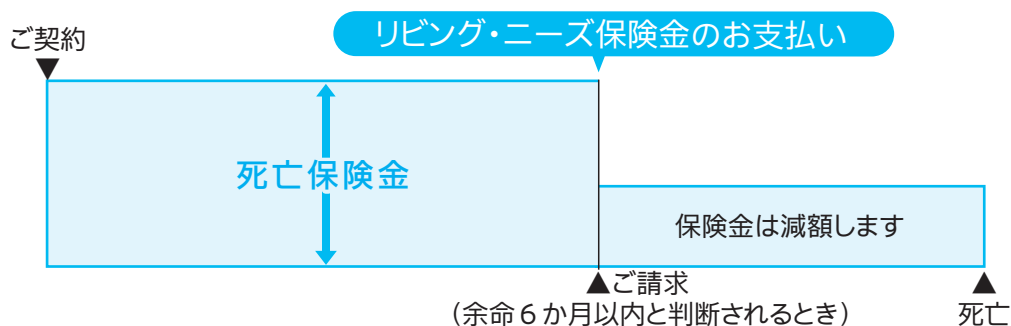 リビング・ニーズ保険金のお支払い
ご契約
▼
死亡保険金
保険金は減額します
▲ご請求
▲
(余命6か月以内と判断されるとき)
死亡